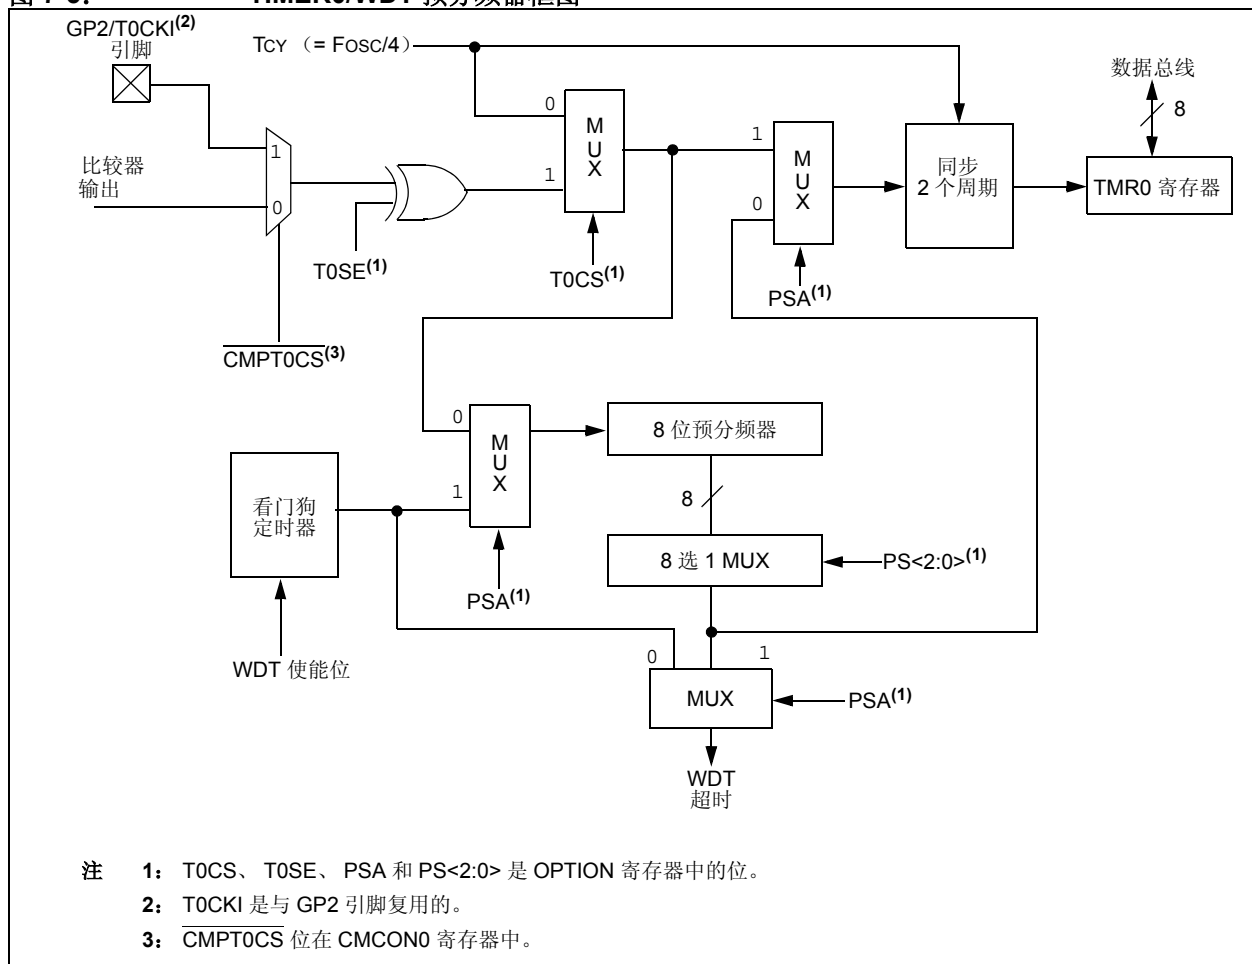 GP2/T0CKI(2)
引脚
TCY （= FOSC/4）
数据总线
8
0
1
MUX
1
0
MUX
同步
2 个周期
TMR0 寄存器
1
0
比较器
输出
T0SE(1)
T0CS(1)
PSA(1)
CMPT0CS(3)
0
1
MUX
8 位预分频器
看门狗
定时器
8
8 选 1 MUX
PS<2:0>(1)
PSA(1)
WDT 使能位
0
1
MUX
PSA(1)
WDT
超时
注 1： T0CS、 T0SE、 PSA 和 PS<2:0> 是 OPTION 寄存器中的位。
2： T0CKI 是与 GP2 引脚复用的。
3： CMPT0CS 位在 CMCON0 寄存器中。